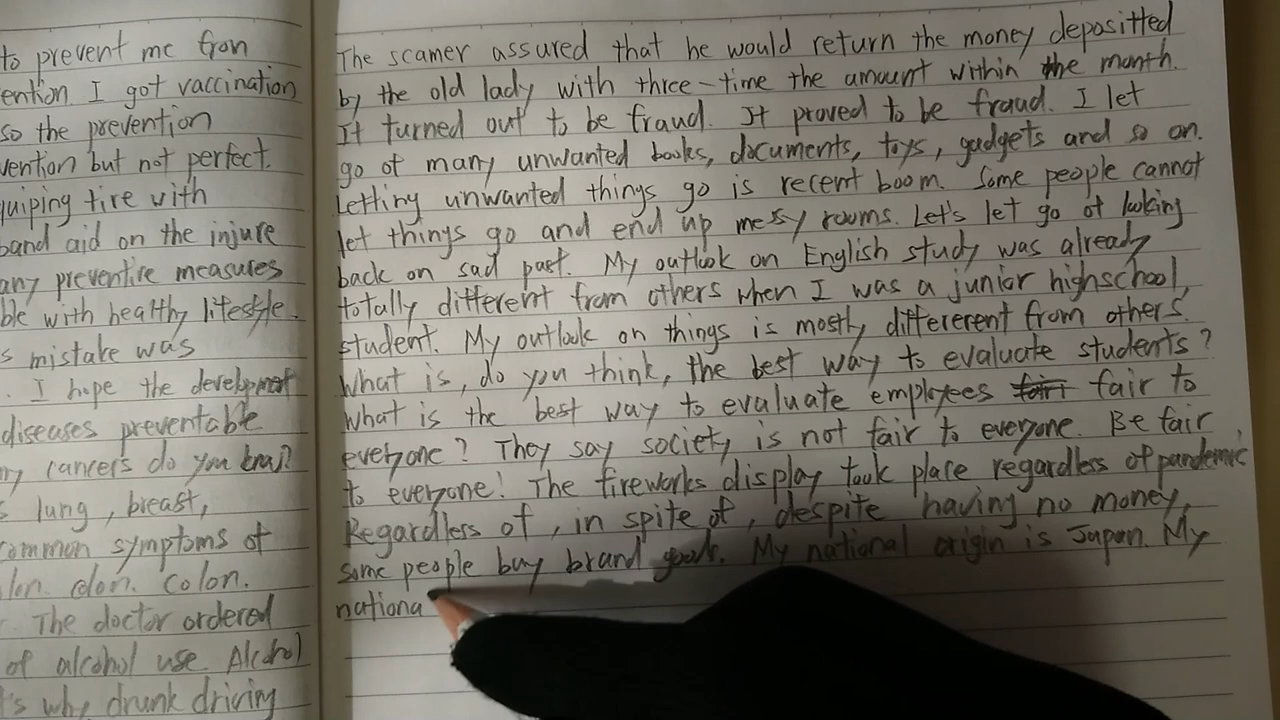 to prevent me from
ention. I got vaccination
so the prevention
vention but not perfect.
quiping tire with
band aid on the injure
any preventive measures
ble with healthy lifestyle.
s mistake was
. I hope the development
diseases preventable
ny cancers do you know?
s lung, breast,
common symptoms of
lon. colon. colon.
. The doctor ordered
of alcohol use. Alcohol
t's why drunk driving
The scamer assured that he would return the money depositted
by the old lady with three-time the amount within the month.
It turned out to be fraud. It proved to be fraud. I let
go of many unwanted books, documents, toys, gadgets and so on.
Letting unwanted things go is recent boom. Some people cannot
let things go and end up messy rooms. Let's let go of looking
back on sad past. My outlook on English study was already
totally different from others when I was a junior highschool,
student. My outlook on things is mostly differerent from others.
What is, do you think, the best way to evaluate students?
What is the best way to evaluate employees fair to
everyone? They say society is not fair to everyone. Be fair
to everyone! The fireworks display took place regardless of pandemic.
Regardless of, in spite of, despite having no money,
some people buy brand goods. My national origin is Japan. My
nationa